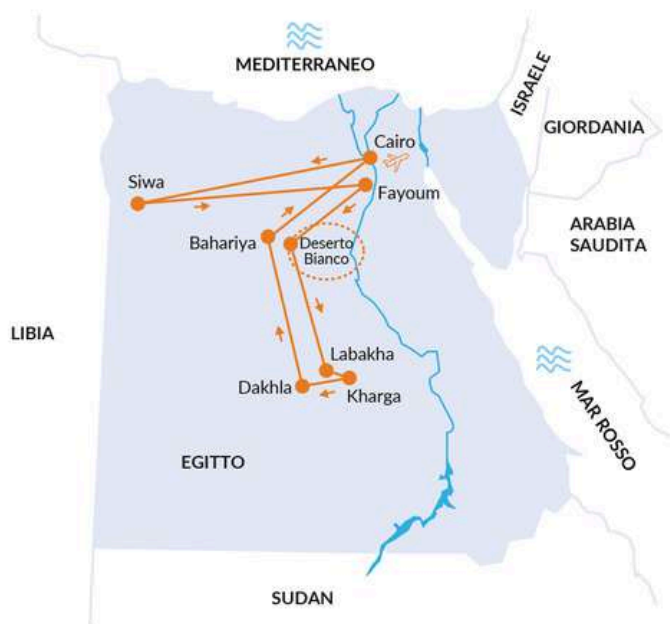 MEDITERRANEO
ISRAELE
Cairo
GIORDANIA
Siwa
Fayoum
ARABIA
SAUDITA
Bahariya
Deserto
Bianco
LIBIA
Labakha
Dakhla
Kharga
MAR ROSSO
EGITTO
SUDAN